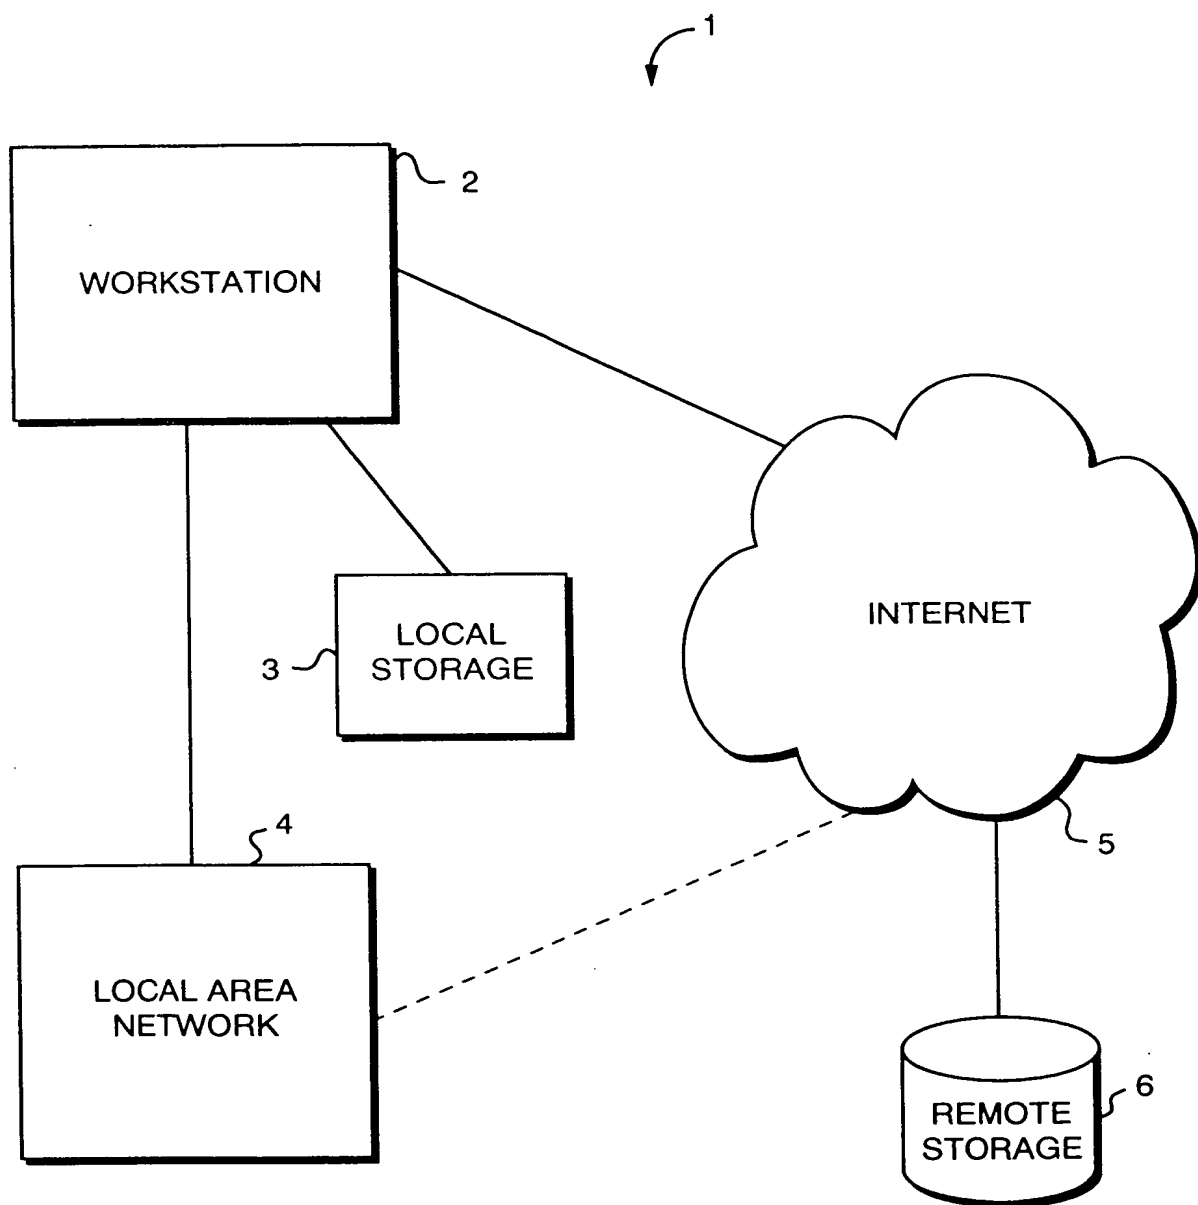 1
2
WORKSTATION
INTERNET
LOCAL
STORAGE
3
4
5
LOCAL AREA
NETWORK
6
REMOTE
STORAGE